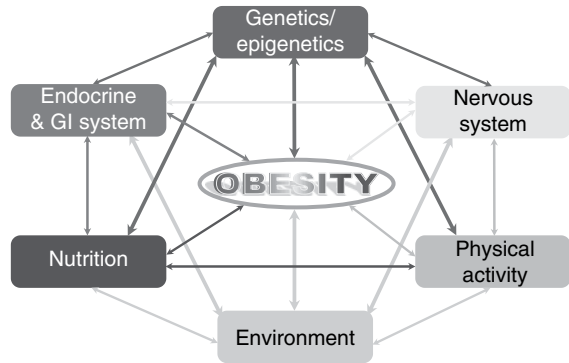 Genetics/
epigenetics
Endocrine
& GI system
Nervous
system
OBESITY
Nutrition
Physical
activity
Environment